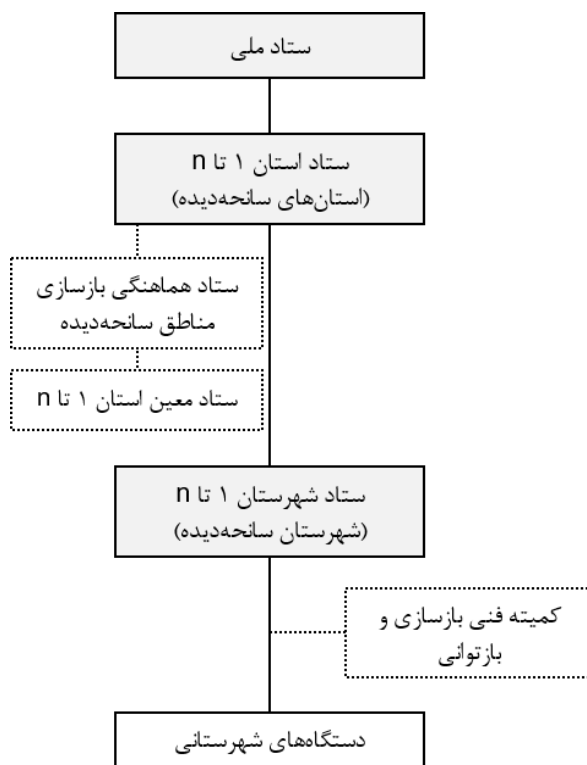 ستاد ملی
ستاد استان ۱ تا n
(استان‌های سانحه‌دیده)
ستاد هماهنگی بازسازی
مناطق سانحه‌دیده
ستاد معین استان ۱ تا n
ستاد شهرستان ۱ تا n
(شهرستان سانحه‌دیده)
کمیته فنی بازسازی و
بازتوانی
دستگاه‌های شهرستانی